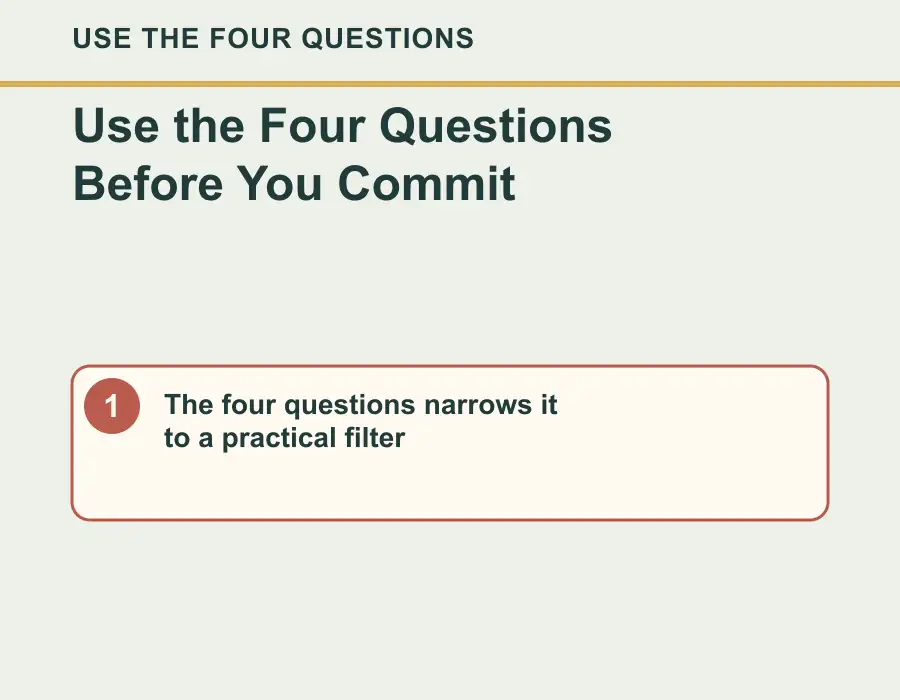 USE THE FOUR QUESTIONS
Use the Four Questions
Before You Commit
1
The four questions narrows it
to a practical filter